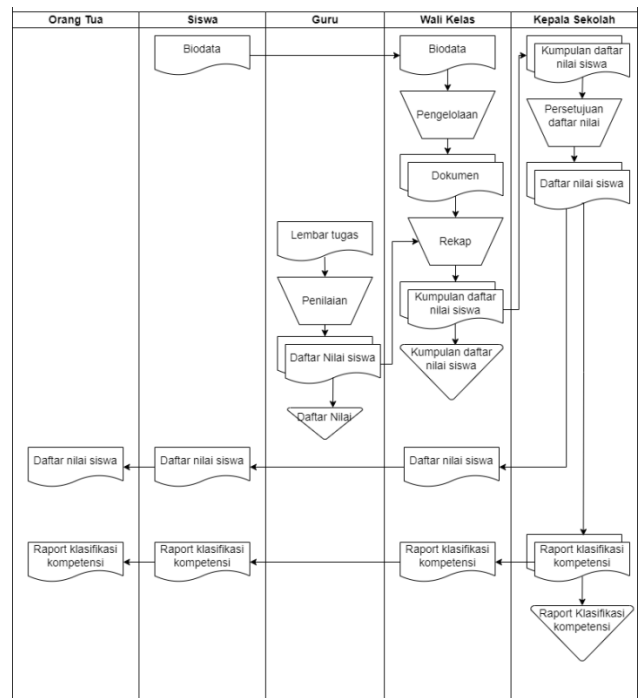 Orang Tua
Siswa
Guru
Wali Kelas
Kepala Sekolah
Biodata
Biodata
Kumpulan daftar
nilai siswa
Pengelolaan
Persetujuan
daftar nilai
Dokumen
Daftar nilai siswa
Lembar tugas
Rekap
Penilaian
Kumpulan daftar
nilai siswa
Daftar Nilai siswa
Kumpulan daftar
nilai siswa
Daftar Nilai
Daftar nilai siswa
Daftar nilai siswa
Daftar nilai siswa
Raport klasifikasi
kompetensi
Raport klasifikasi
kompetensi
Raport klasifikasi
kompetensi
Raport klasifikasi
kompetensi
Raport Klasifikasi
kompetensi